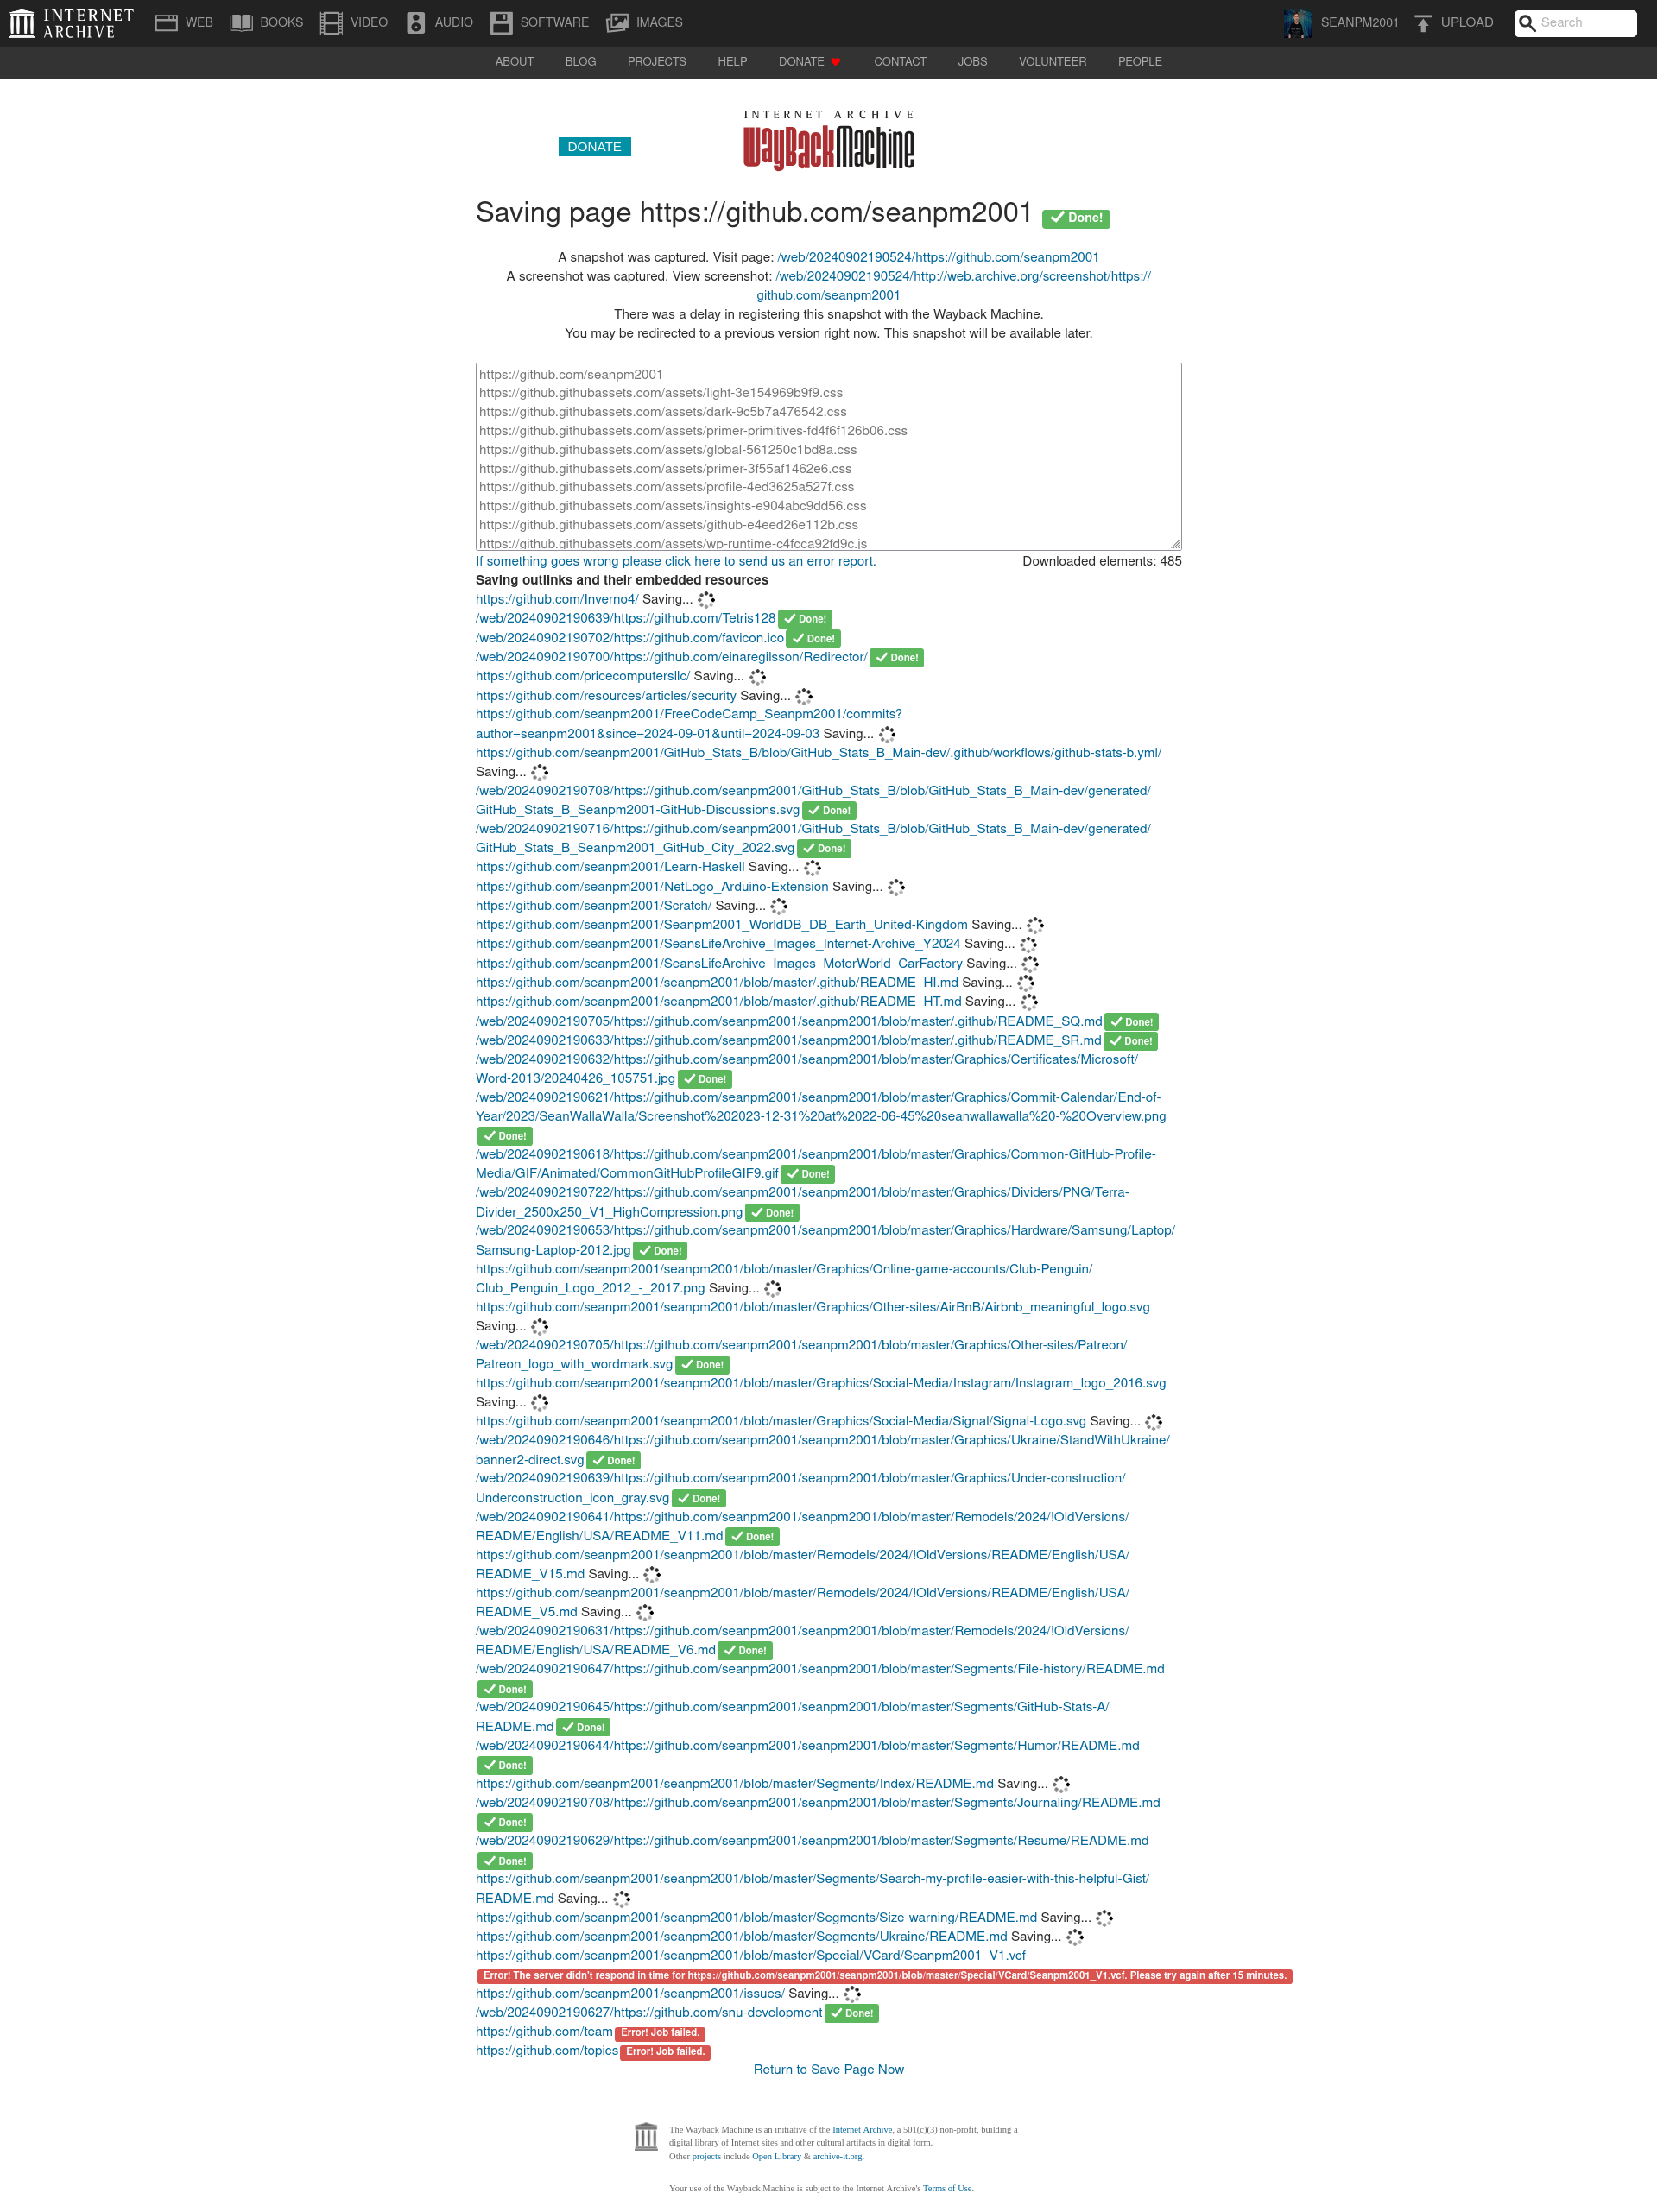 INTERNET
ARCHIVE
WEB
BOOKS
VIDEO
AUDIO
SOFTWARE
IMAGES
SEANPM2001
UPLOAD
Search
ABOUT
BLOG
PROJECTS
HELP
DONATE
CONTACT
JOBS
VOLUNTEER
PEOPLE
DONATE
INTERNET ARCHIVE
WayBackMachine
Saving page https://github.com/seanpm2001 Done!
A snapshot was captured. Visit page: /web/20240902190524/https://github.com/seanpm2001
A screenshot was captured. View screenshot: /web/20240902190524/http://web.archive.org/screenshot/https://
github.com/seanpm2001
There was a delay in registering this snapshot with the Wayback Machine.
You may be redirected to a previous version right now. This snapshot will be available later.
https://github.com/seanpm2001
https://github.githubassets.com/assets/light-3e154969b9f9.css
https://github.githubassets.com/assets/dark-9c5b7a476542.css
https://github.githubassets.com/assets/primer-primitives-fd4f6f126b06.css
https://github.githubassets.com/assets/global-561250c1bd8a.css
https://github.githubassets.com/assets/primer-3f55af1462e6.css
https://github.githubassets.com/assets/profile-4ed3625a527f.css
https://github.githubassets.com/assets/insights-e904abc9dd56.css
https://github.githubassets.com/assets/github-e4eed26e112b.css
https://github.githubassets.com/assets/wp-runtime-c4fcca92fd9c.js
If something goes wrong please click here to send us an error report.
Downloaded elements: 485
Saving outlinks and their embedded resources
https://github.com/Inverno4/ Saving...
/web/20240902190639/https://github.com/Tetris128 Done!
/web/20240902190702/https://github.com/favicon.ico Done!
/web/20240902190700/https://github.com/einaregilsson/Redirector/ Done!
https://github.com/pricecomputersllc/ Saving...
https://github.com/resources/articles/security Saving...
https://github.com/seanpm2001/FreeCodeCamp_Seanpm2001/commits?
author=seanpm2001&since=2024-09-01&until=2024-09-03 Saving...
https://github.com/seanpm2001/GitHub_Stats_B/blob/GitHub_Stats_B_Main-dev/.github/workflows/github-stats-b.yml/
Saving...
/web/20240902190708/https://github.com/seanpm2001/GitHub_Stats_B/blob/GitHub_Stats_B_Main-dev/generated/
GitHub_Stats_B_Seanpm2001-GitHub-Discussions.svg Done!
/web/20240902190716/https://github.com/seanpm2001/GitHub_Stats_B/blob/GitHub_Stats_B_Main-dev/generated/
GitHub_Stats_B_Seanpm2001_GitHub_City_2022.svg Done!
https://github.com/seanpm2001/Learn-Haskell Saving...
https://github.com/seanpm2001/NetLogo_Arduino-Extension Saving...
https://github.com/seanpm2001/Scratch/ Saving...
https://github.com/seanpm2001/Seanpm2001_WorldDB_DB_Earth_United-Kingdom Saving...
https://github.com/seanpm2001/SeansLifeArchive_Images_Internet-Archive_Y2024 Saving...
https://github.com/seanpm2001/SeansLifeArchive_Images_MotorWorld_CarFactory Saving...
https://github.com/seanpm2001/seanpm2001/blob/master/.github/README_HI.md Saving...
https://github.com/seanpm2001/seanpm2001/blob/master/.github/README_HT.md Saving...
/web/20240902190705/https://github.com/seanpm2001/seanpm2001/blob/master/.github/README_SQ.md Done!
/web/20240902190633/https://github.com/seanpm2001/seanpm2001/blob/master/.github/README_SR.md Done!
/web/20240902190632/https://github.com/seanpm2001/seanpm2001/blob/master/Graphics/Certificates/Microsoft/
Word-2013/20240426_105751.jpg Done!
/web/20240902190621/https://github.com/seanpm2001/seanpm2001/blob/master/Graphics/Commit-Calendar/End-of-
Year/2023/SeanWallaWalla/Screenshot%202023-12-31%20at%2022-06-45%20seanwallawalla%20-%20Overview.png
Done!
/web/20240902190618/https://github.com/seanpm2001/seanpm2001/blob/master/Graphics/Common-GitHub-Profile-
Media/GIF/Animated/CommonGitHubProfileGIF9.gif Done!
/web/20240902190722/https://github.com/seanpm2001/seanpm2001/blob/master/Graphics/Dividers/PNG/Terra-
Divider_2500x250_V1_HighCompression.png Done!
/web/20240902190653/https://github.com/seanpm2001/seanpm2001/blob/master/Graphics/Hardware/Samsung/Laptop/
Samsung-Laptop-2012.jpg Done!
https://github.com/seanpm2001/seanpm2001/blob/master/Graphics/Online-game-accounts/Club-Penguin/
Club_Penguin_Logo_2012_-_2017.png Saving...
https://github.com/seanpm2001/seanpm2001/blob/master/Graphics/Other-sites/AirBnB/Airbnb_meaningful_logo.svg
Saving...
/web/20240902190705/https://github.com/seanpm2001/seanpm2001/blob/master/Graphics/Other-sites/Patreon/
Patreon_logo_with_wordmark.svg Done!
https://github.com/seanpm2001/seanpm2001/blob/master/Graphics/Social-Media/Instagram/Instagram_logo_2016.svg
Saving...
https://github.com/seanpm2001/seanpm2001/blob/master/Graphics/Social-Media/Signal/Signal-Logo.svg Saving...
/web/20240902190646/https://github.com/seanpm2001/seanpm2001/blob/master/Graphics/Ukraine/StandWithUkraine/
banner2-direct.svg Done!
/web/20240902190639/https://github.com/seanpm2001/seanpm2001/blob/master/Graphics/Under-construction/
Underconstruction_icon_gray.svg Done!
/web/20240902190641/https://github.com/seanpm2001/seanpm2001/blob/master/Remodels/2024/!OldVersions/
README/English/USA/README_V11.md Done!
https://github.com/seanpm2001/seanpm2001/blob/master/Remodels/2024/!OldVersions/README/English/USA/
README_V15.md Saving...
https://github.com/seanpm2001/seanpm2001/blob/master/Remodels/2024/!OldVersions/README/English/USA/
README_V5.md Saving...
/web/20240902190631/https://github.com/seanpm2001/seanpm2001/blob/master/Remodels/2024/!OldVersions/
README/English/USA/README_V6.md Done!
/web/20240902190647/https://github.com/seanpm2001/seanpm2001/blob/master/Segments/File-history/README.md
Done!
/web/20240902190645/https://github.com/seanpm2001/seanpm2001/blob/master/Segments/GitHub-Stats-A/
README.md Done!
/web/20240902190644/https://github.com/seanpm2001/seanpm2001/blob/master/Segments/Humor/README.md
Done!
https://github.com/seanpm2001/seanpm2001/blob/master/Segments/Index/README.md Saving...
/web/20240902190708/https://github.com/seanpm2001/seanpm2001/blob/master/Segments/Journaling/README.md
Done!
/web/20240902190629/https://github.com/seanpm2001/seanpm2001/blob/master/Segments/Resume/README.md
Done!
https://github.com/seanpm2001/seanpm2001/blob/master/Segments/Search-my-profile-easier-with-this-helpful-Gist/
README.md Saving...
https://github.com/seanpm2001/seanpm2001/blob/master/Segments/Size-warning/README.md Saving...
https://github.com/seanpm2001/seanpm2001/blob/master/Segments/Ukraine/README.md Saving...
https://github.com/seanpm2001/seanpm2001/blob/master/Special/VCard/Seanpm2001_V1.vcf
Error! The server didn't respond in time for https://github.com/seanpm2001/seanpm2001/blob/master/Special/VCard/Seanpm2001_V1.vcf. Please try again after 15 minutes.
https://github.com/seanpm2001/seanpm2001/issues/ Saving...
/web/20240902190627/https://github.com/snu-development Done!
https://github.com/team Error! Job failed.
https://github.com/topics Error! Job failed.
Return to Save Page Now
The Wayback Machine is an initiative of the Internet Archive, a 501(c)(3) non-profit, building a
digital library of Internet sites and other cultural artifacts in digital form.
Other projects include Open Library & archive-it.org.
Your use of the Wayback Machine is subject to the Internet Archive's Terms of Use.